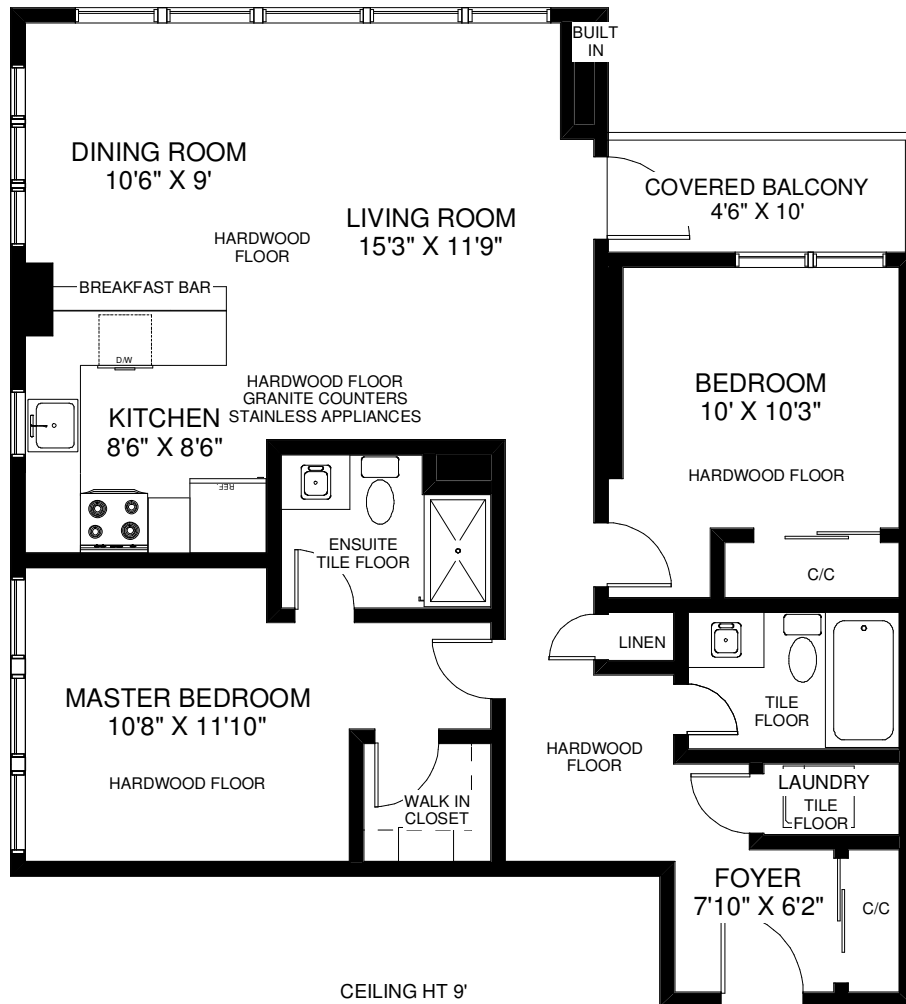 BUILT
IN
DINING ROOM
10'6" X 9'
COVERED BALCONY
4'6" X 10'
LIVING ROOM
15'3" X 11'9"
HARDWOOD
FLOOR
BREAKFAST BAR
D/W
HARDWOOD FLOOR
GRANITE COUNTERS
STAINLESS APPLIANCES
KITCHEN
8'6" X 8'6"
BEDROOM
10' X 10'3"
HARDWOOD FLOOR
REF.
ENSUITE
TILE FLOOR
C/C
LINEN
MASTER BEDROOM
10'8" X 11'10"
HARDWOOD FLOOR
TILE
FLOOR
HARDWOOD
FLOOR
WALK IN
CLOSET
LAUNDRY
TILE
FLOOR
FOYER
7'10" X 6'2"
C/C
CEILING HT 9'